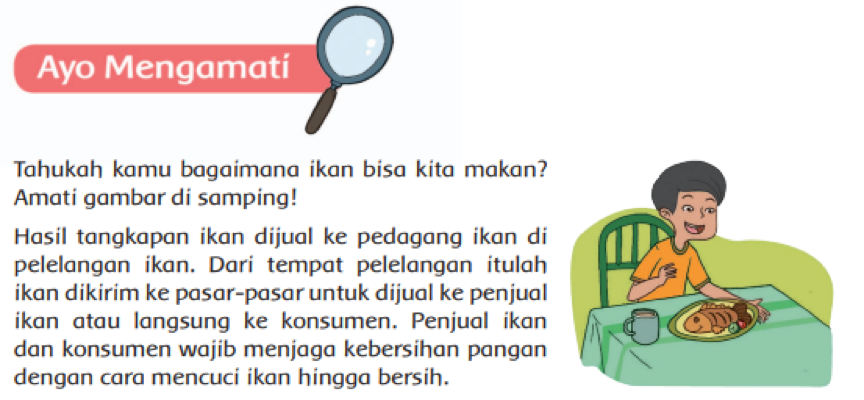 Ayo Mengamati
Tahukah kamu bagaimana ikan bisa kita makan?
Amati gambar di samping!
Hasil tangkapan ikan dijual ke pedagang ikan di
pelelangan ikan. Dari tempat pelelangan itulah
ikan dikirim ke pasar-pasar untuk dijual ke penjual
ikan atau langsung ke konsumen. Penjual ikan
dan konsumen wajib menjaga kebersihan pangan
dengan cara mencuci ikan hingga bersih.